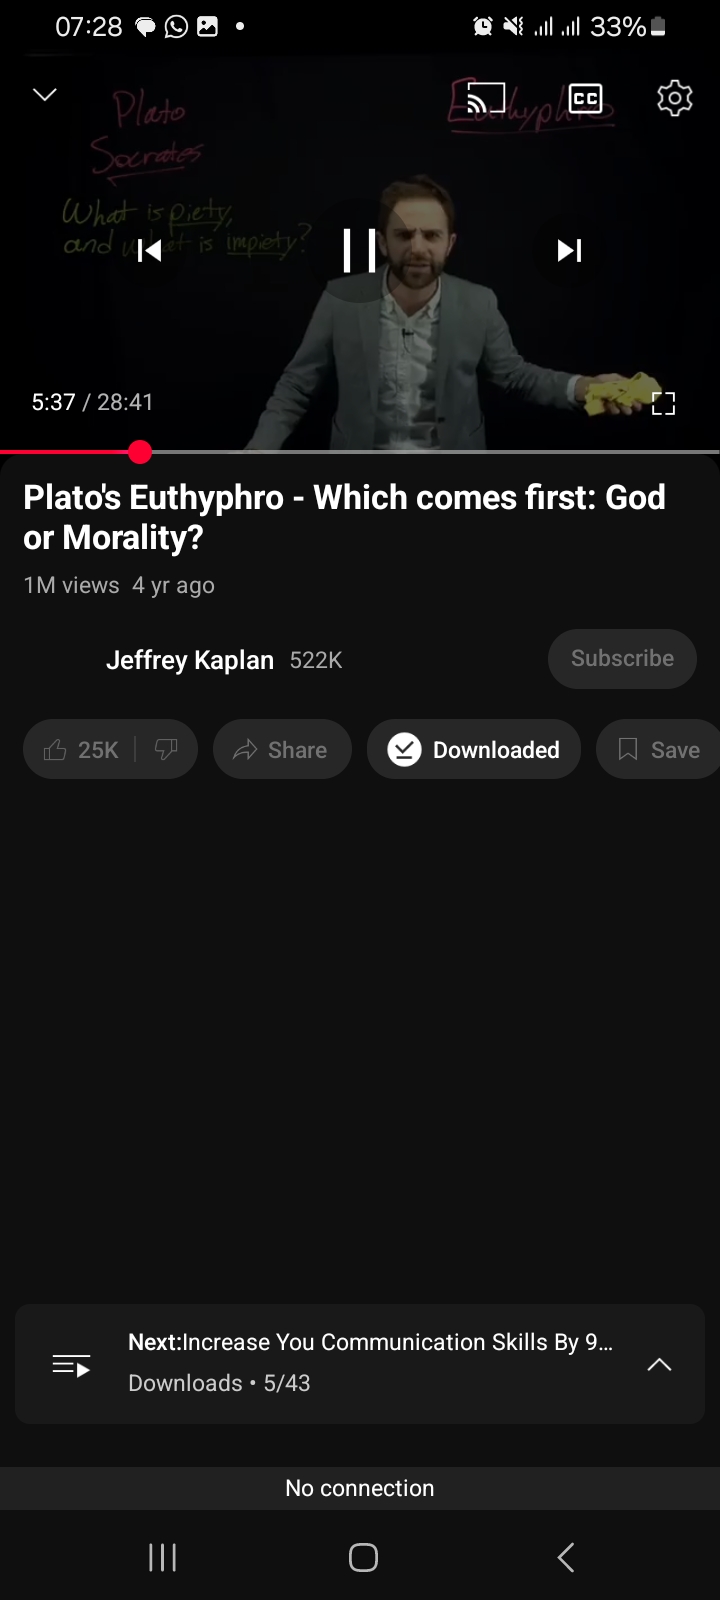 07:28
33%
Plato
Socrates
Euthyphro
CC
What is piety,
and what is impiety?
5:37 / 28:41
Plato's Euthyphro - Which comes first: God
or Morality?
1M views 4 yr ago
Jeffrey Kaplan 522K
Subscribe
25K
Share
Downloaded
Save
Next:Increase You Communication Skills By 9...
Downloads • 5/43
No connection